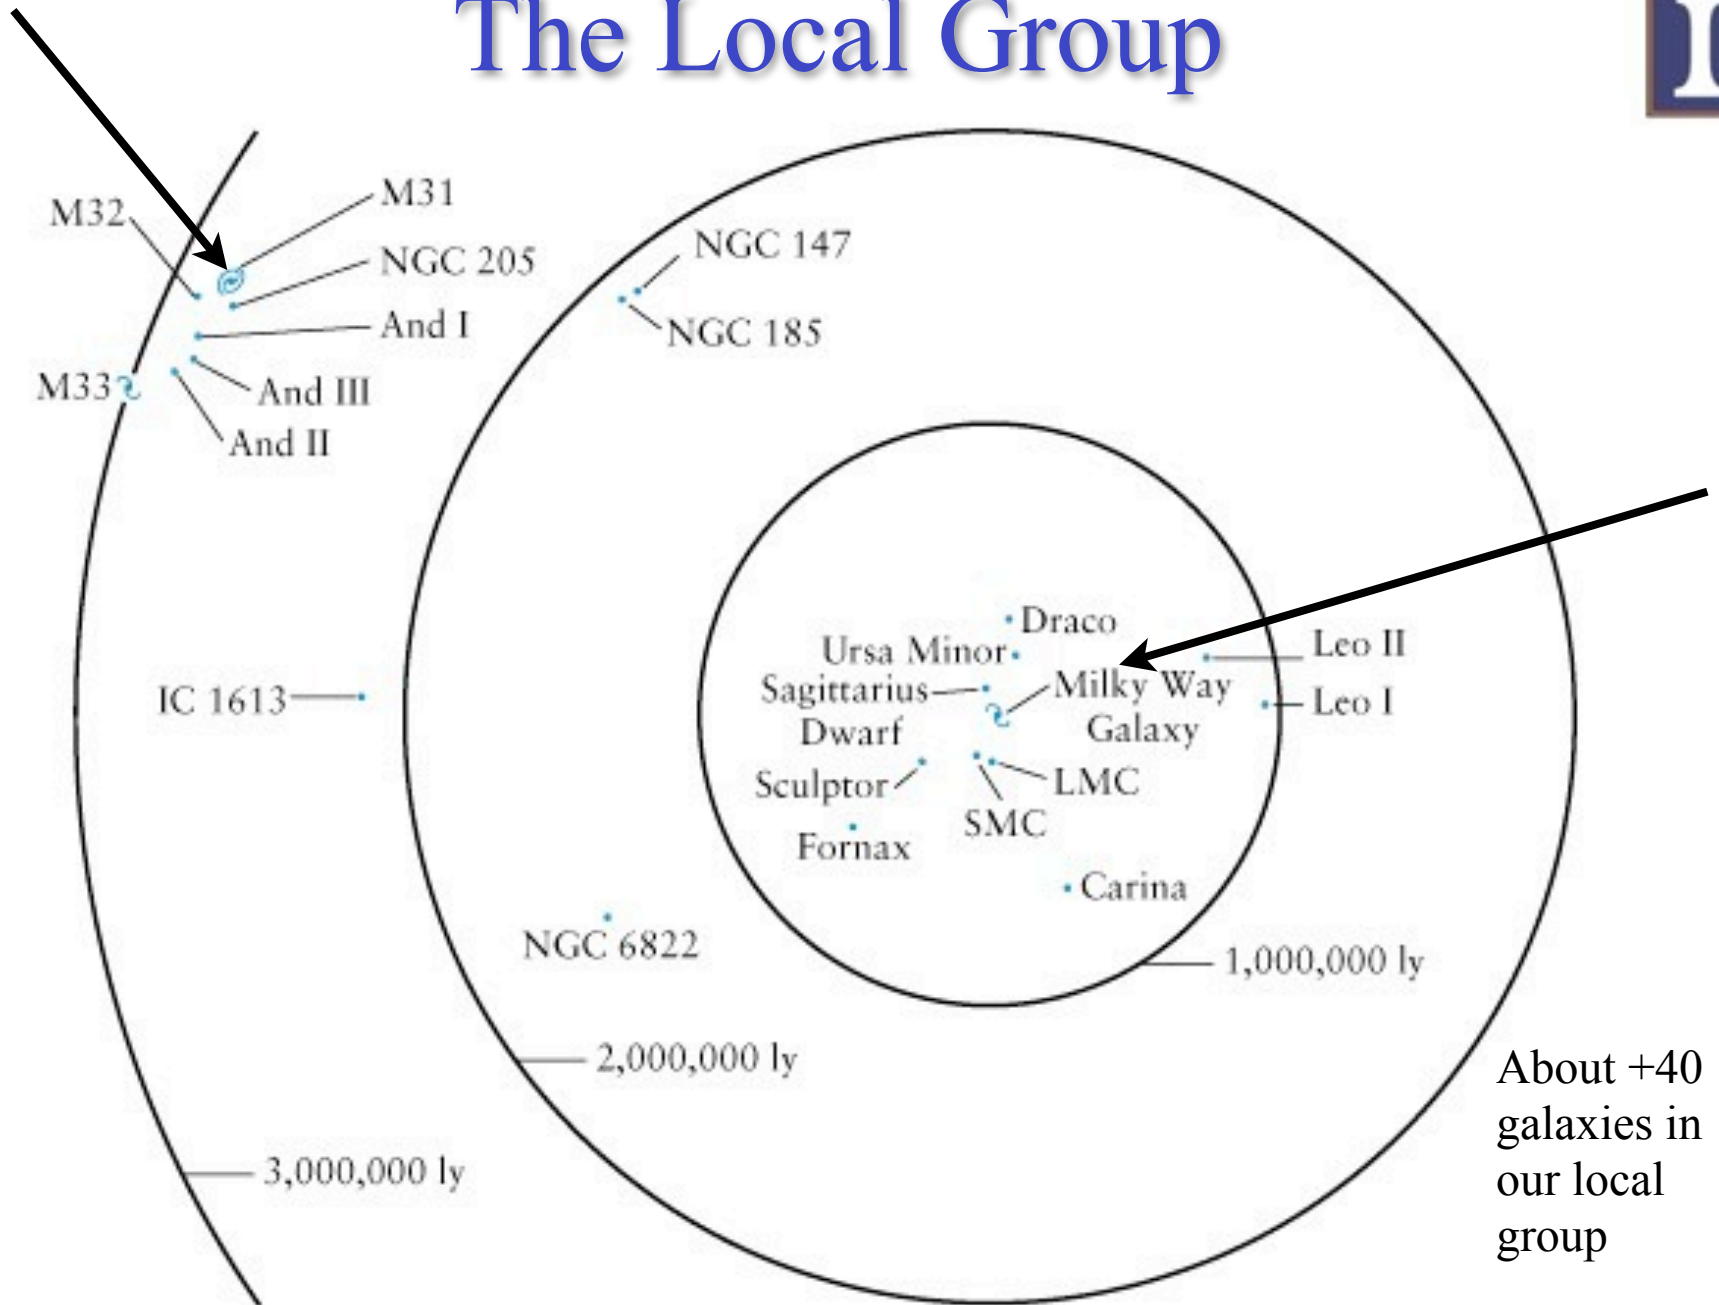 The Local Group
M31
M32
NGC 205
NGC 147
And I
NGC 185
M33
And III
And II
Draco
Ursa Minor
Leo II
Sagittarius
Dwarf
Milky Way
Galaxy
IC 1613
Leo I
Sculptor
LMC
SMC
Fornax
Carina
NGC 6822
1,000,000 ly
2,000,000 ly
3,000,000 ly
About +40
galaxies in
our local
group